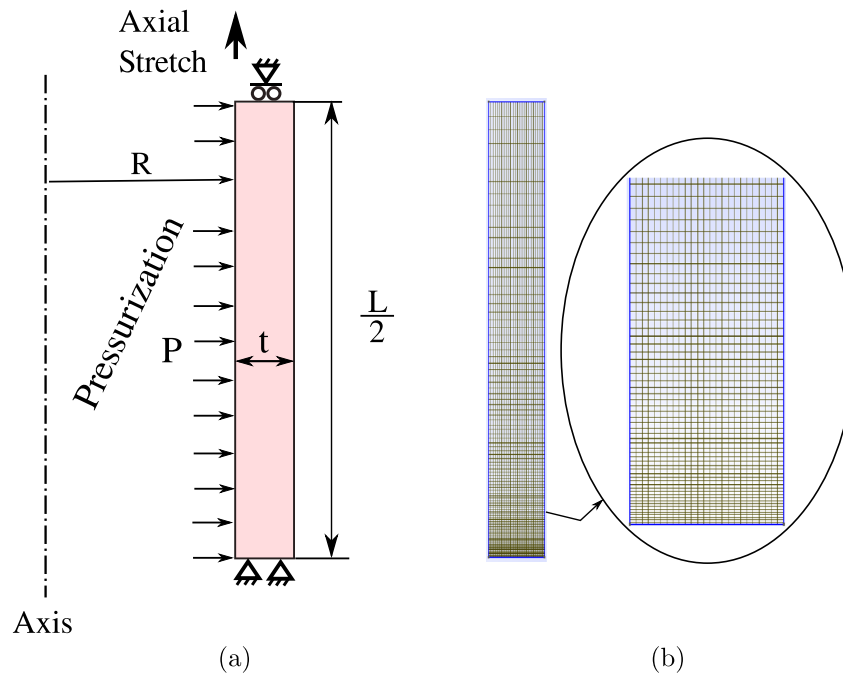 Axial
Stretch
R
Pressurization
P
t
L
2
Axis
(a)
(b)